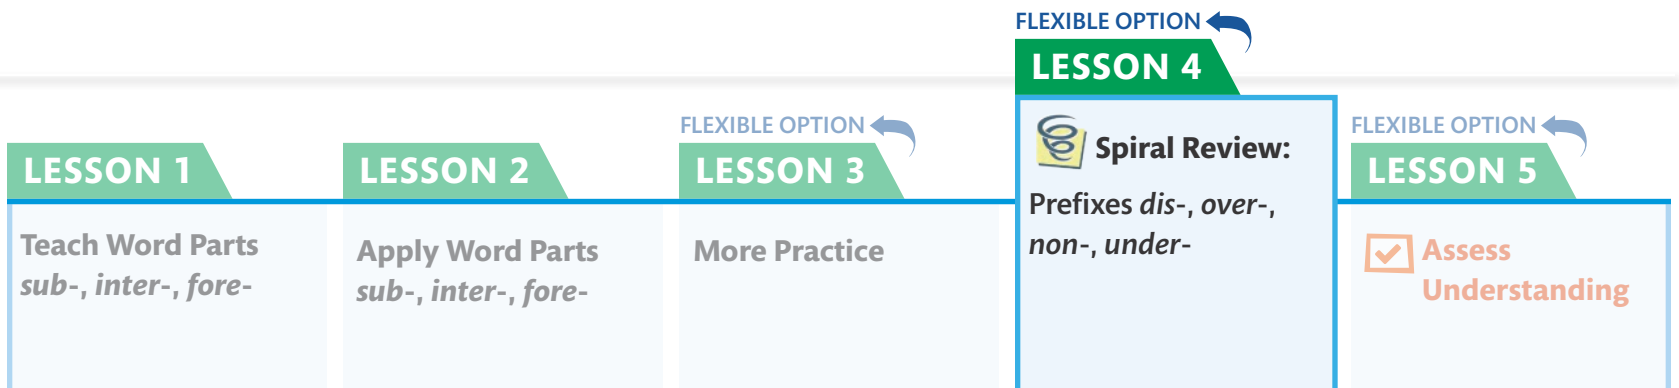 FLEXIBLE OPTION
LESSON 4
FLEXIBLE OPTION
FLEXIBLE OPTION
LESSON 1
LESSON 2
LESSON 3
LESSON 5
Teach Word Parts
sub-, inter-, fore-
Apply Word Parts
sub-, inter-, fore-
More Practice
Spiral Review:
Prefixes dis-, over-,
non-, under-
Assess
Understanding